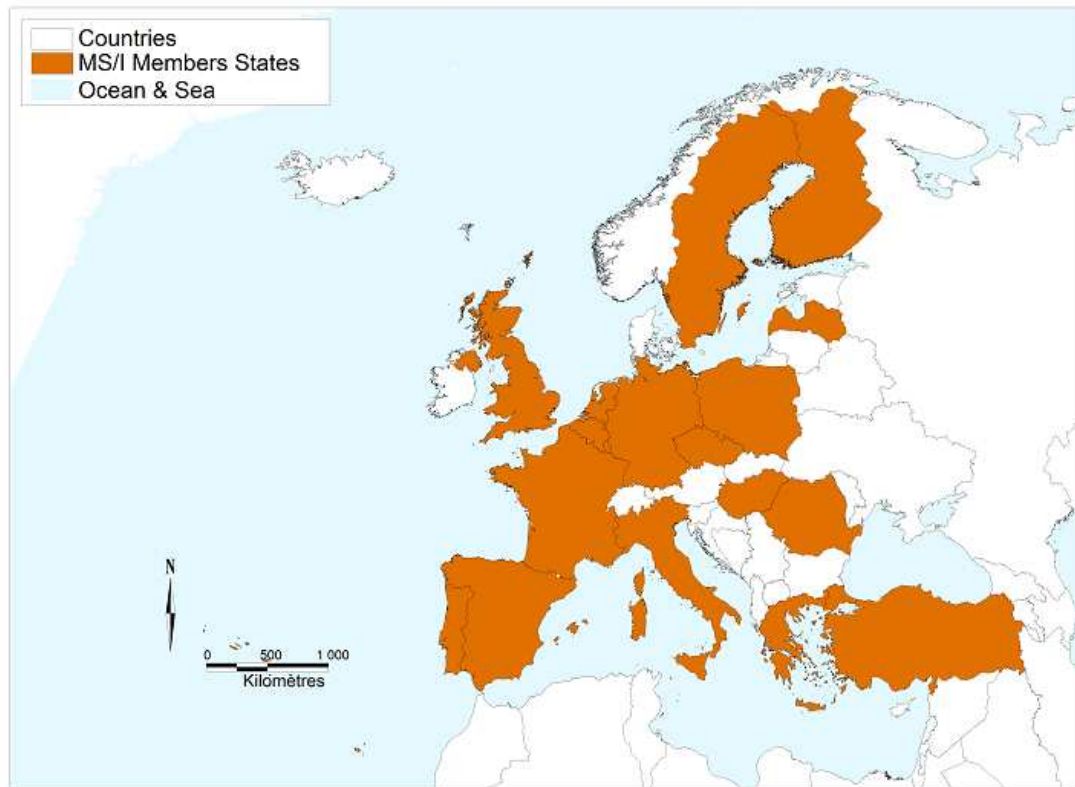 Countries
MS/I Members States
Ocean & Sea
N
0 500 1 000
Kilomètres